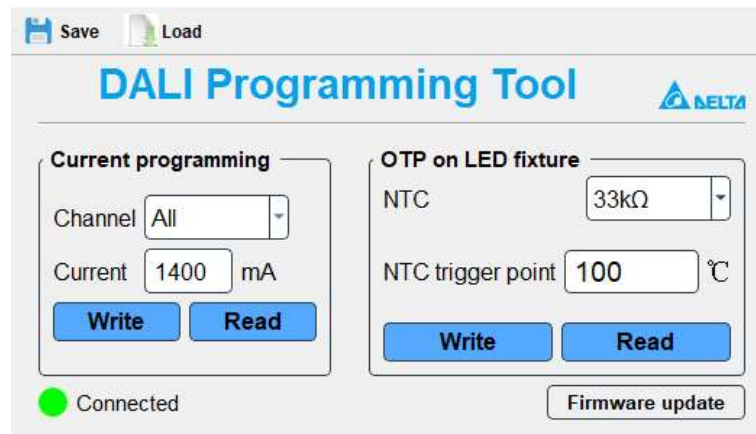 Save Load
DALI Programming Tool
DELTA
Current programming
Channel All
Current 1400 mA
Write Read
OTP on LED fixture
NTC 33kΩ
NTC trigger point 100 ℃
Write Read
Connected
Firmware update